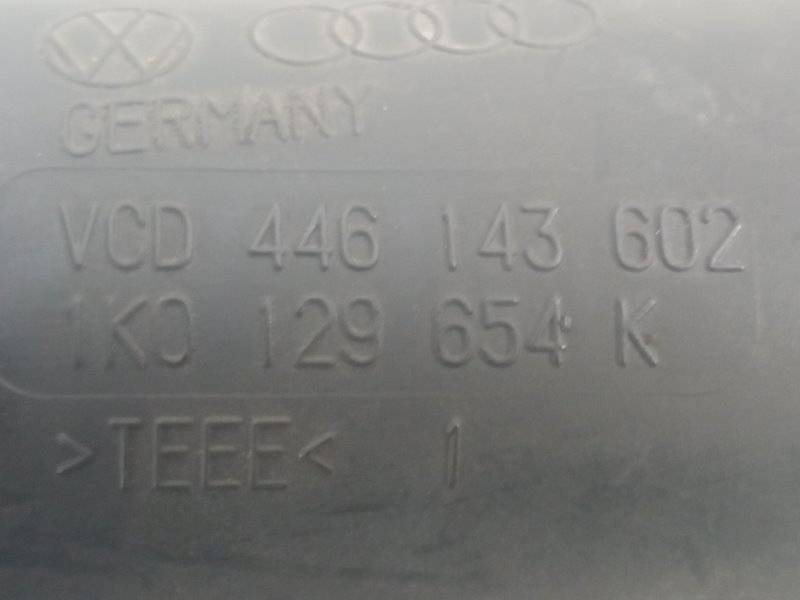 GERMANY
VCD 446 143 602
1K0 129 654 K
>TEEE< 1